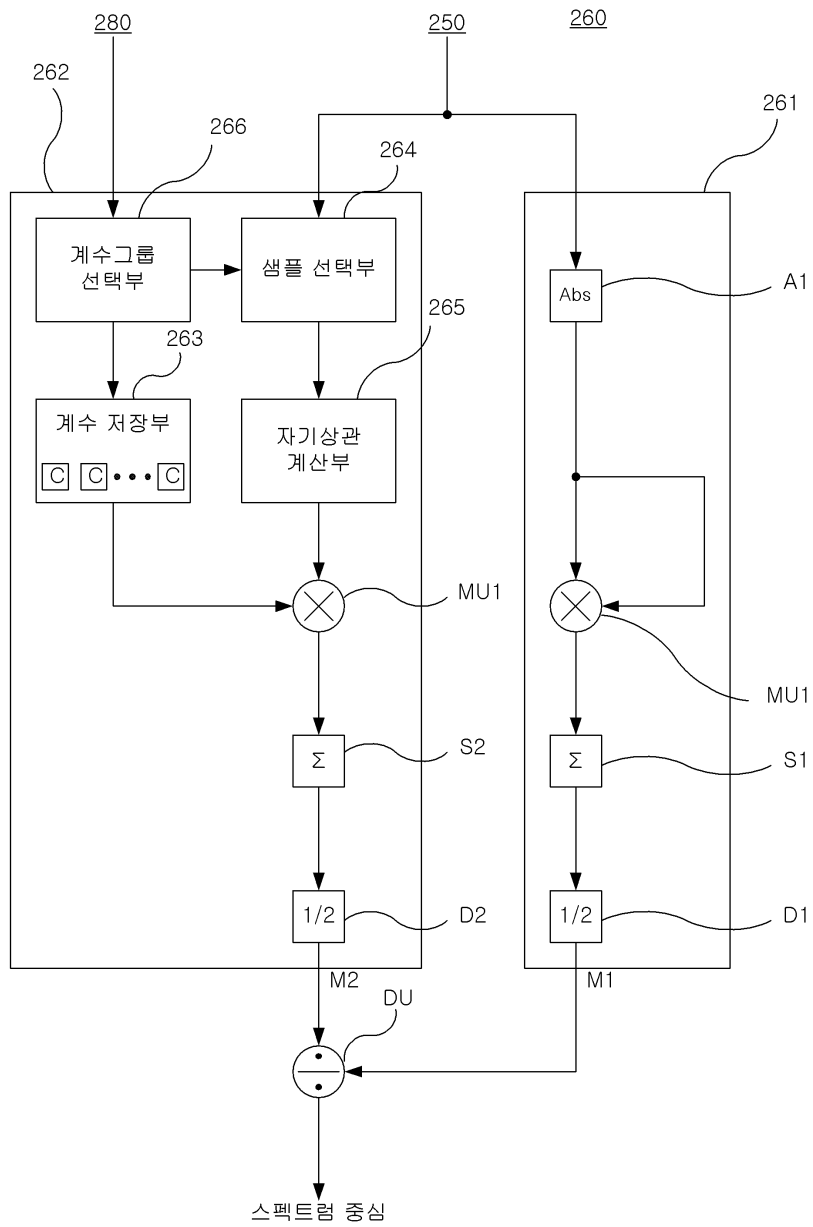 280
250
260
262
266
264
261
계수그룹
선택부
샘플 선택부
Abs
A1
263
265
계수 저장부
C C C
자기상관
계산부
MU1
MU1
Σ
S2
Σ
S1
1/2
D2
1/2
D1
M2
M1
DU
스펙트럼 중심